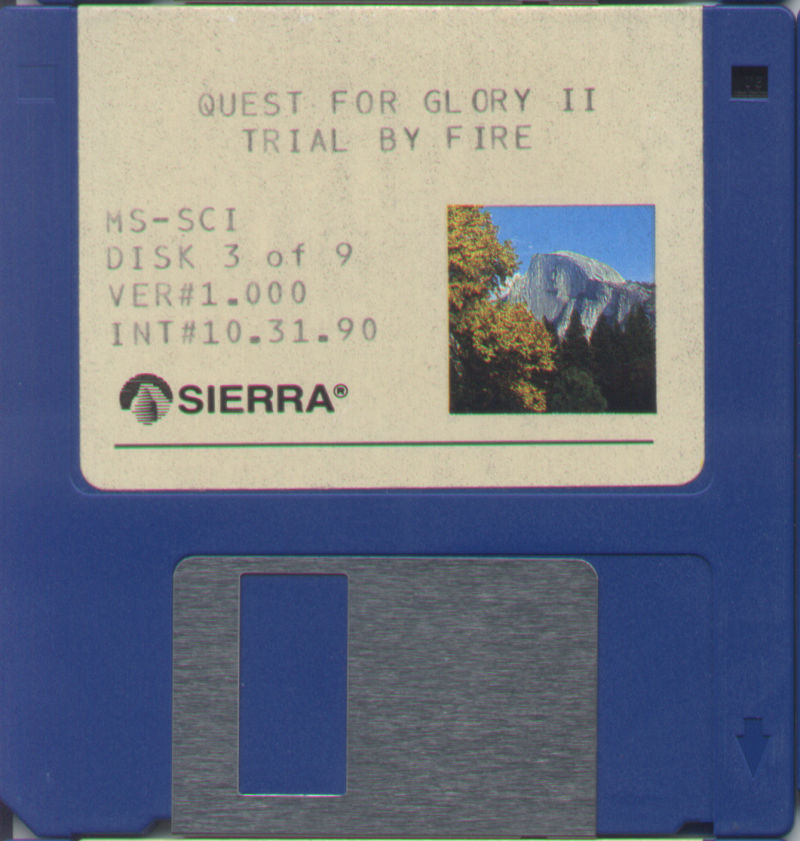 QUEST FOR GLORY II
TRIAL BY FIRE
MS-SCI
DISK 3 of 9
VER#1.000
INT#10.31.90
SIERRA®